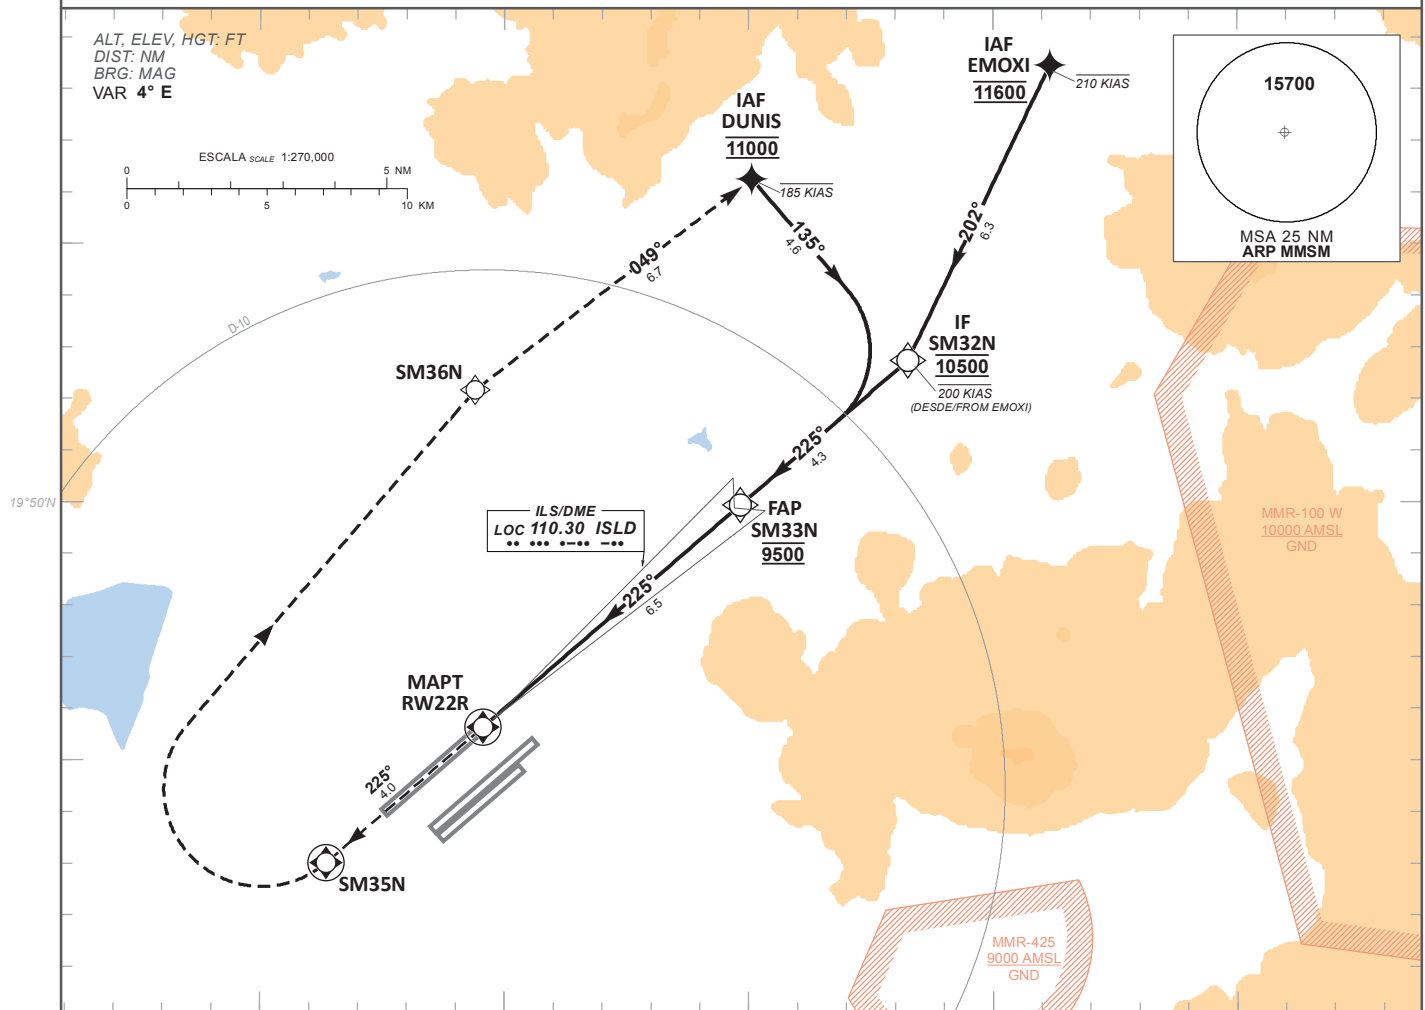 ALT, ELEV, HGT: FT
DIST: NM
BRG: MAG
VAR 4° E
ESCALA SCALE 1:270,000
0 5 NM
0 5 10 KM
IAF
DUNIS
11000
185 KIAS
IAF
EMOXI
11600
210 KIAS
15700
MSA 25 NM
ARP MMSM
135°
4.6
202°
6.3
049°
6.7
D-10
IF
SM32N
10500
200 KIAS
(DESDE/FROM EMOXI)
SM36N
225°
4.3
19°50'N
ILS/DME
LOC 110.30 ISLD
FAP
SM33N
9500
MMR-100 W
10000 AMSL
GND
225°
6.5
MAPT
RW22R
225°
4.0
SM35N
MMR-425
9000 AMSL
GND